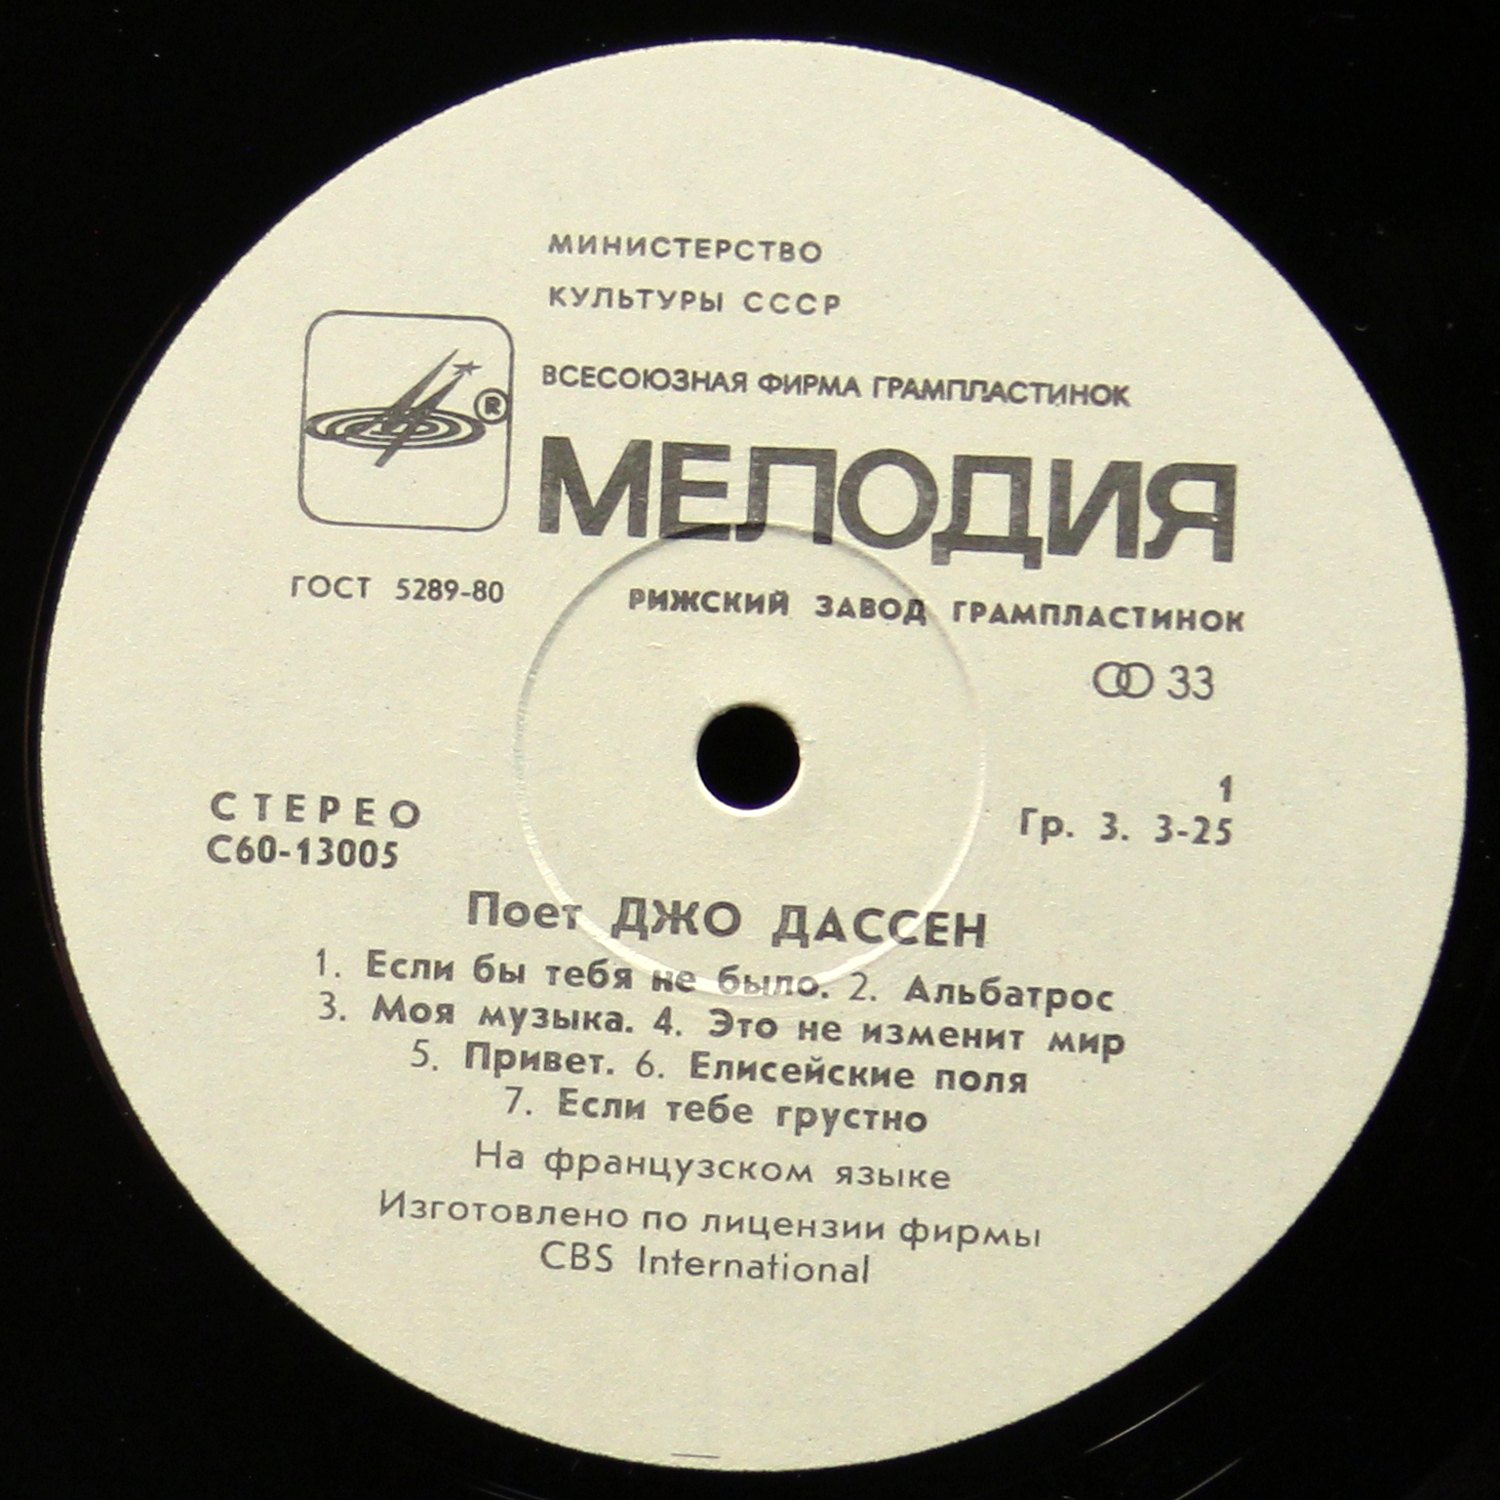 МИНИСТЕРСТВО
КУЛЬТУРЫ СССР
ВСЕСОЮЗНАЯ ФИРМА ГРАМПЛАСТИНОК
®
МЕЛОДИЯ
ГОСТ 5289-80
РИЖСКИЙ ЗАВОД ГРАМПЛАСТИНОК
33
СТЕРЕО
1
С60-13005
Гр. 3. 3-25
Поет ДЖО ДАССЕН
1. Если бы тебя не было. 2. Альбатрос
3. Моя музыка. 4. Это не изменит мир
5. Привет. 6. Елисейские поля
7. Если тебе грустно
На французском языке
Изготовлено по лицензии фирмы
CBS International